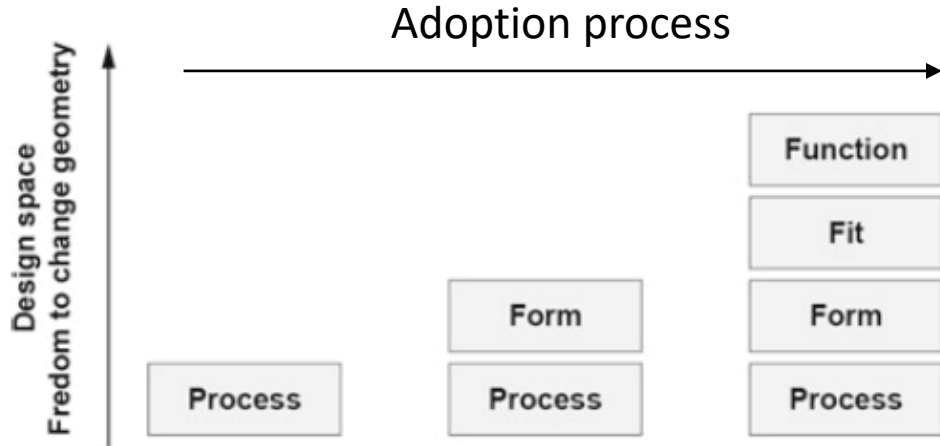 Adoption process
Design space
Fredom to change geometry
Function
Fit
Form
Form
Process
Process
Process